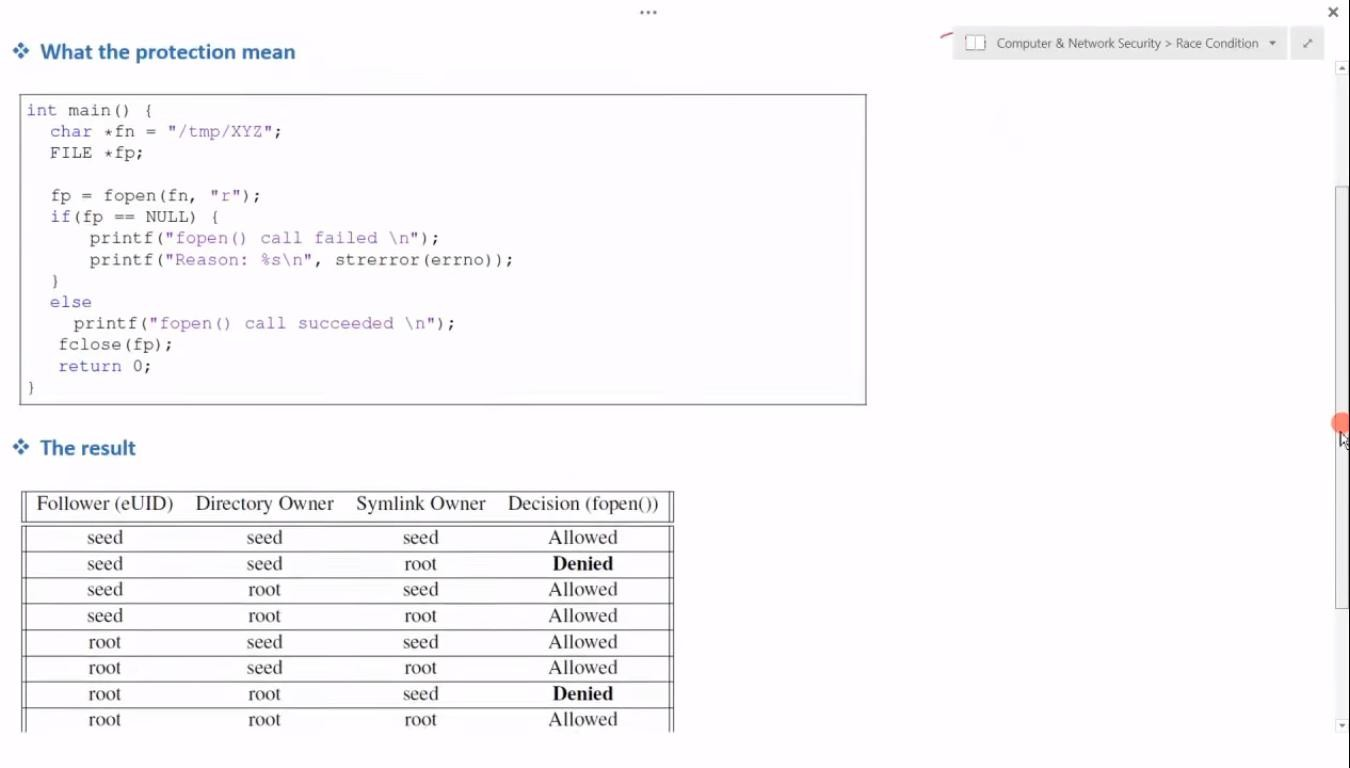 Computer & Network Security > Race Condition
What the protection mean
int main() {
char *fn = "/tmp/XYZ";
FILE *fp;
fp = fopen(fn, "r");
if(fp == NULL) {
printf("fopen() call failed \n");
printf("Reason: %s\n", strerror(errno));
}
else
printf("fopen() call succeeded \n");
fclose(fp);
return 0;
}
The result
Follower (eUID) Directory Owner Symlink Owner Decision (fopen())
seed seed seed Allowed
seed seed root Denied
seed root seed Allowed
seed root root Allowed
root seed seed Allowed
root seed root Allowed
root root seed Denied
root root root Allowed